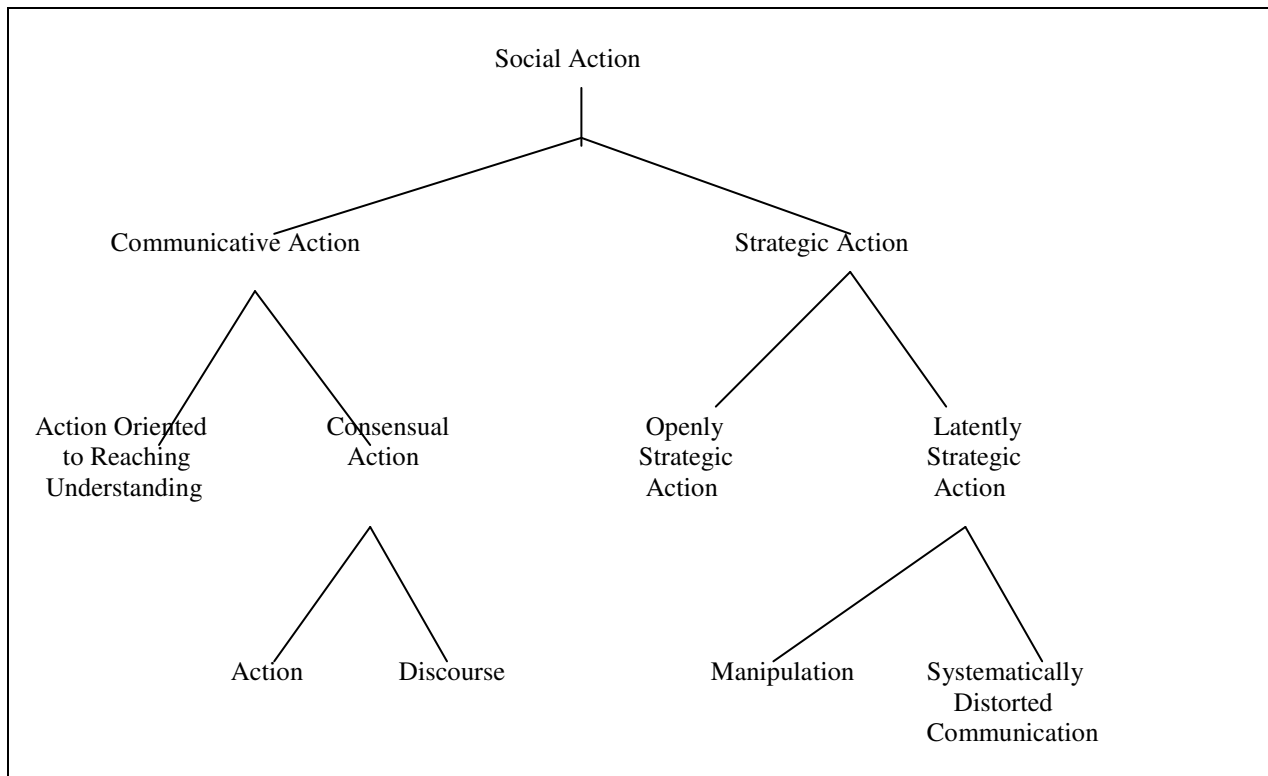 Social Action
Communicative Action
Strategic Action
Action Oriented
to Reaching
Understanding
Consensual
Action
Openly
Strategic
Action
Latently
Strategic
Action
Action
Discourse
Manipulation
Systematically
Distorted
Communication